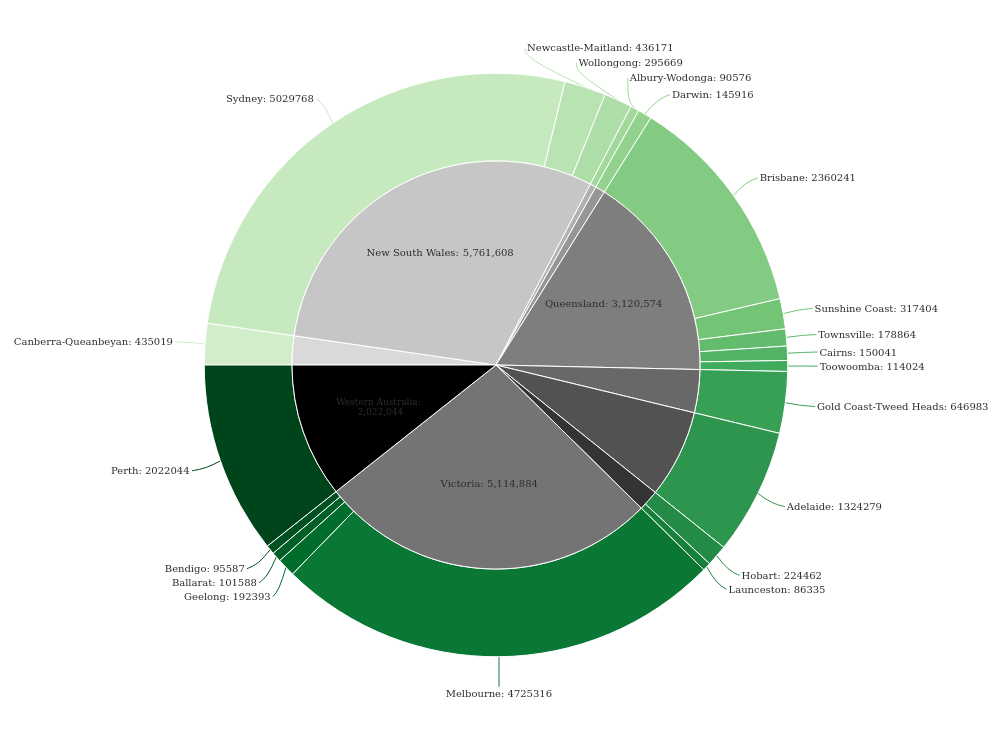 Newcastle-Maitland: 436171
Wollongong: 295669
Albury-Wodonga: 90576
Darwin: 145916
Sydney: 5029768
Brisbane: 2360241
New South Wales: 5,761,608
Queensland: 3,120,574
Sunshine Coast: 317404
Townsville: 178864
Canberra-Queanbeyan: 435019
Cairns: 150041
Toowoomba: 114024
Western Australia:
2,022,044
Gold Coast-Tweed Heads: 646983
Perth: 2022044
Victoria: 5,114,884
Adelaide: 1324279
Bendigo: 95587
Hobart: 224462
Ballarat: 101588
Launceston: 86335
Geelong: 192393
Melbourne: 4725316